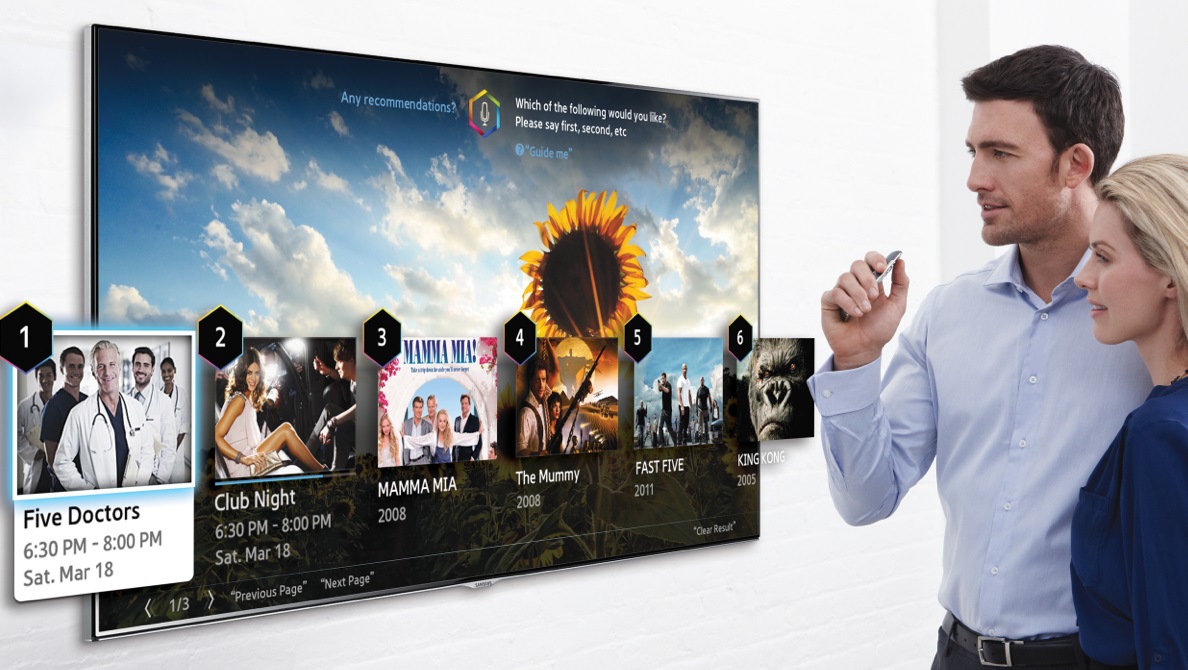 Any recommendations?
Which of the following would you like?
Please say first, second, etc
?“Guide me”
1
2
3
4
5
6
MAMMA MIA!
Five Doctors
6:30 PM - 8:00 PM
Sat. Mar 18
Club Night
6:30 PM - 8:00 PM
Sat. Mar 18
MAMMA MIA
2008
The Mummy
2008
FAST FIVE
2011
KING KONG
2005
“Clear Result”
〈 1/3 〉 “Previous Page” “Next Page”
SAMSUNG